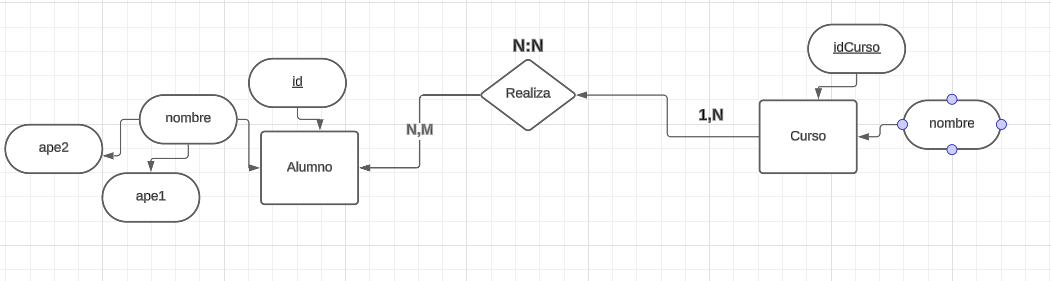 N:N
idCurso
id
Realiza
nombre
N,M
1,N
nombre
Curso
ape2
Alumno
ape1